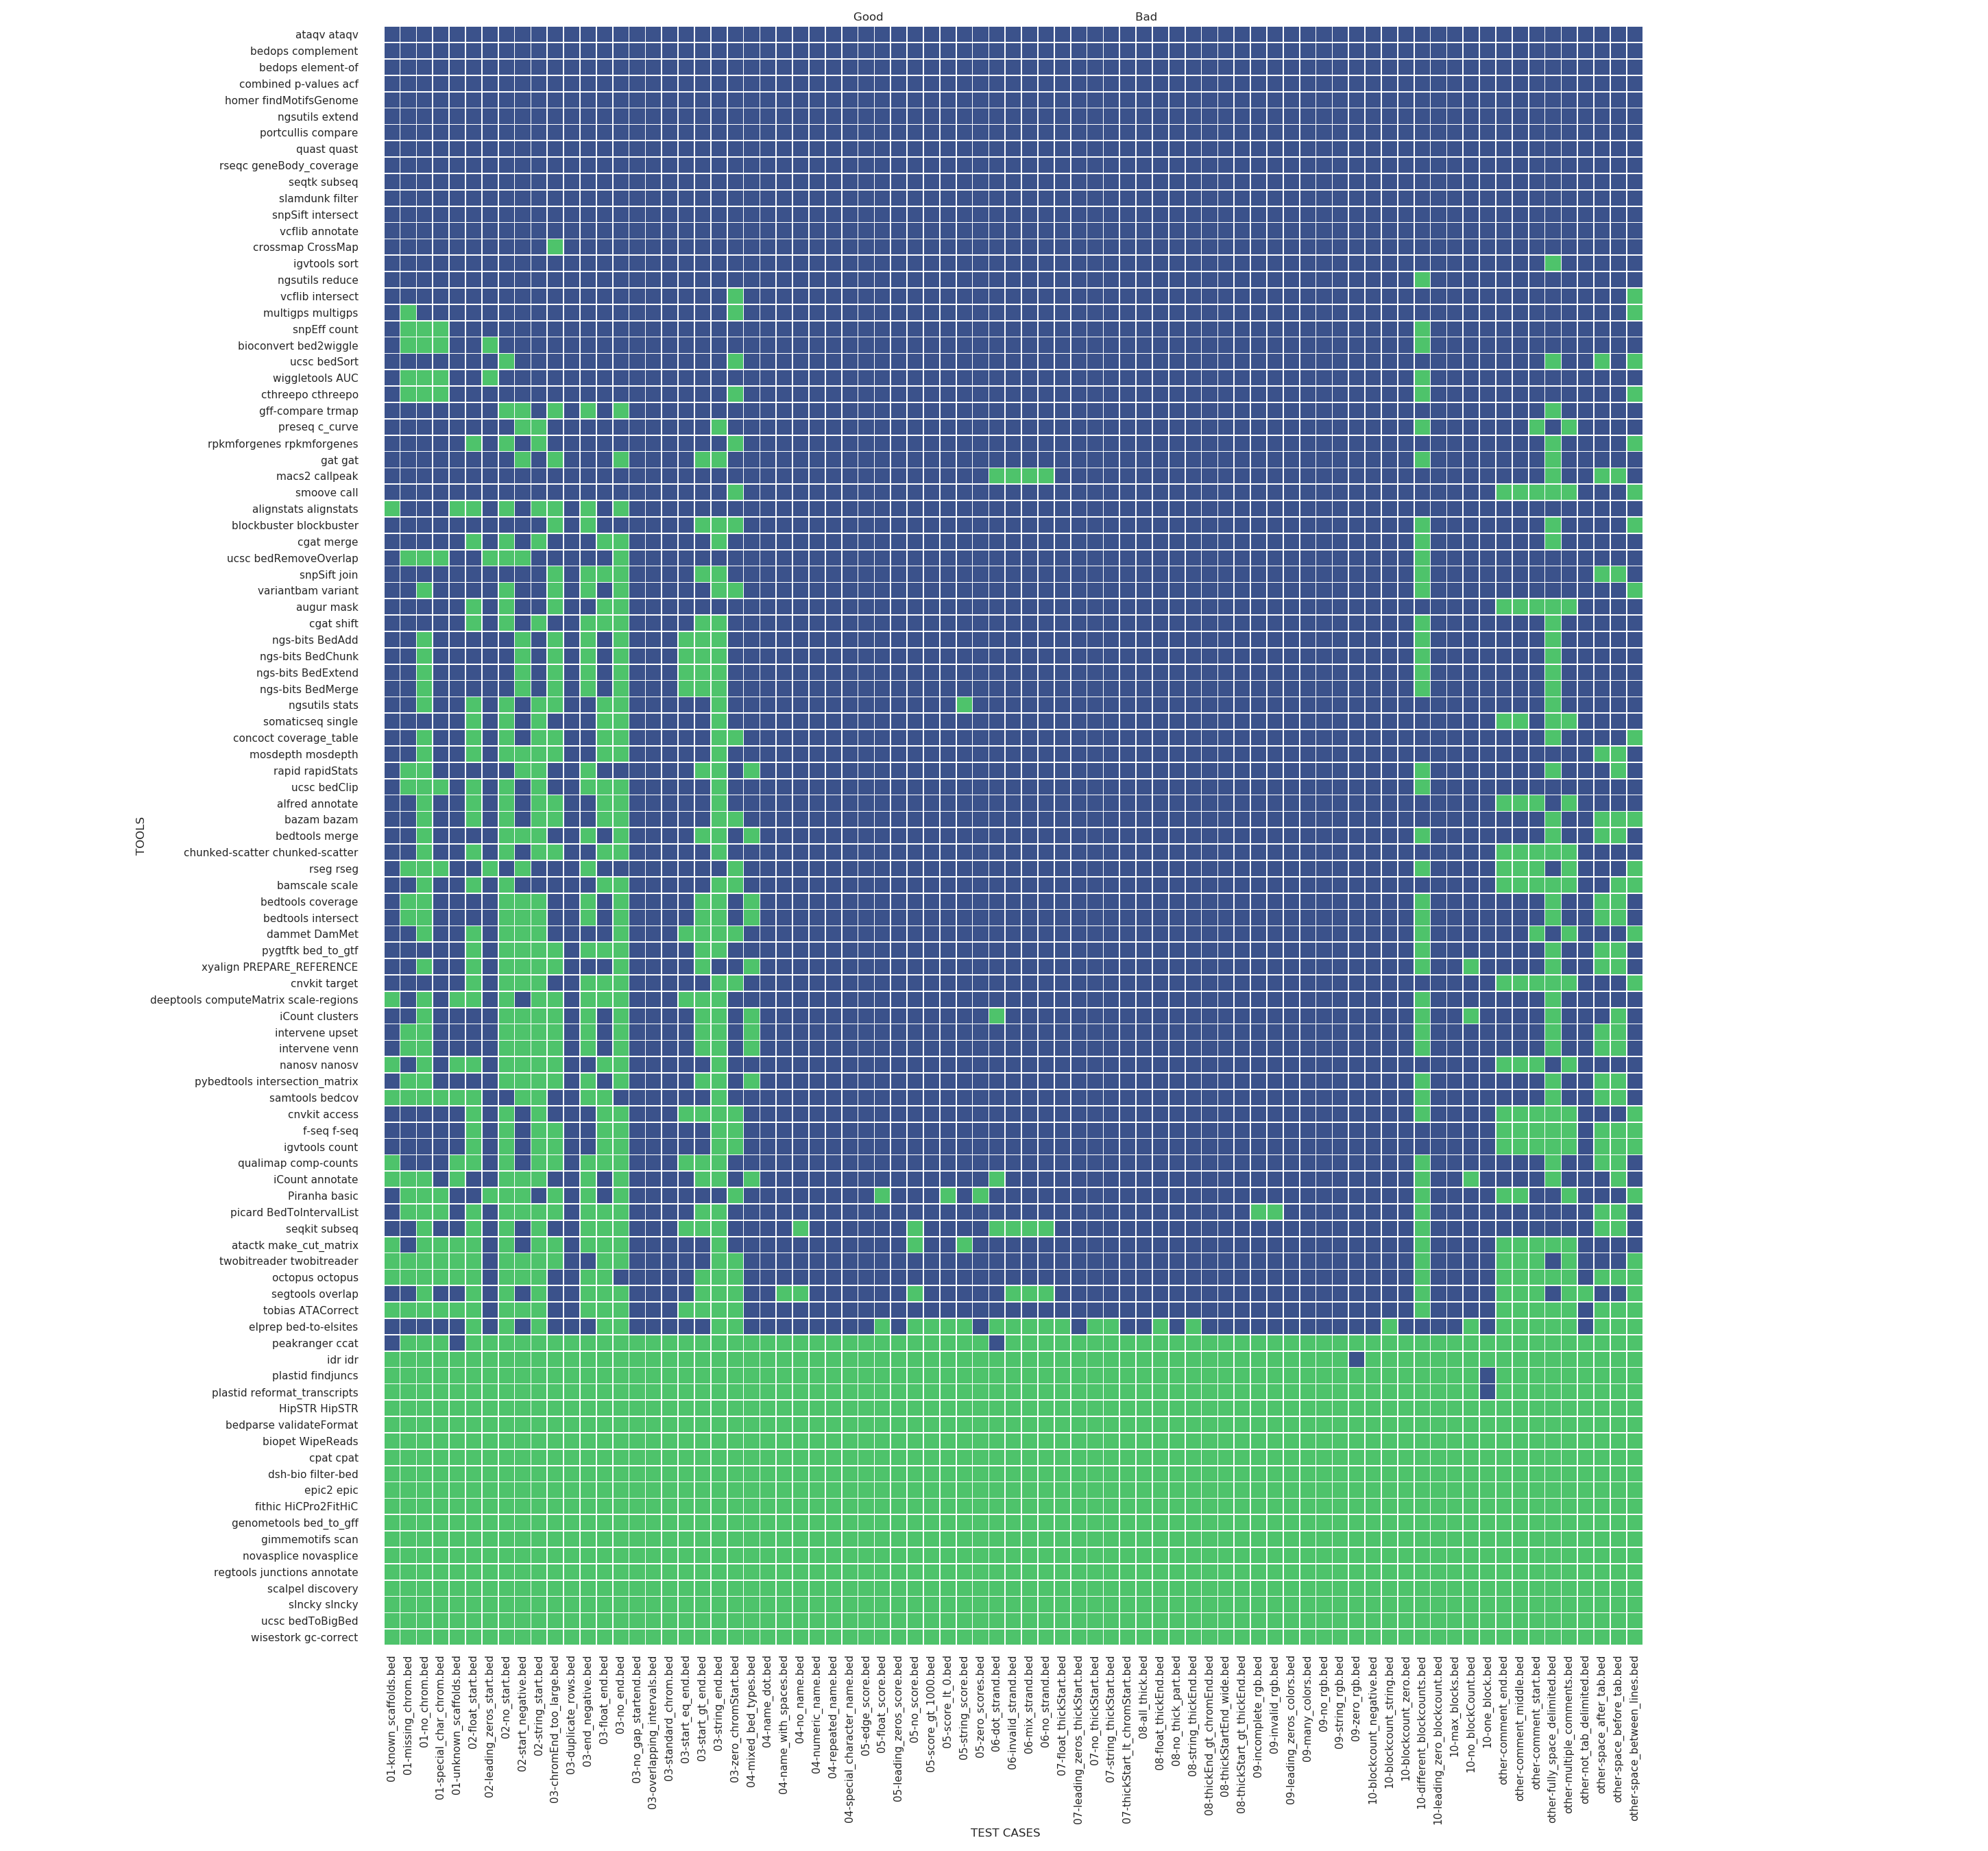 Good Bad
ataqv ataqv
bedops complement
bedops element-of
combined p-values acf
homer findMotifsGenome
ngsutils extend
portcullis compare
quast quast
rseqc geneBody_coverage
seqtk subseq
slamdunk filter
snpSift intersect
vcflib annotate
crossmap CrossMap
igvtools sort
ngsutils reduce
vcflib intersect
multigps multigps
snpEff count
bioconvert bed2wiggle
ucsc bedSort
wiggletools AUC
cthreepo cthreepo
gff-compare trmap
preseq c_curve
rpkmforgenes rpkmforgenes
gat gat
macs2 callpeak
smoove call
alignstats alignstats
blockbuster blockbuster
cgat merge
ucsc bedRemoveOverlap
snpSift join
variantbam variant
augur mask
cgat shift
ngs-bits BedAdd
ngs-bits BedChunk
ngs-bits BedExtend
ngs-bits BedMerge
ngsutils stats
somaticseq single
concoct coverage_table
mosdepth mosdepth
rapid rapidStats
ucsc bedClip
alfred annotate
bazam bazam
bedtools merge
chunked-scatter chunked-scatter
rseg rseg
bamscale scale
bedtools coverage
bedtools intersect
dammet DamMet
pygtftk bed_to_gtf
xyalign PREPARE_REFERENCE
cnvkit target
deeptools computeMatrix scale-regions
iCount clusters
intervene upset
intervene venn
nanosv nanosv
pybedtools intersection_matrix
samtools bedcov
cnvkit access
f-seq f-seq
igvtools count
qualimap comp-counts
iCount annotate
Piranha basic
picard BedToIntervalList
seqkit subseq
atactk make_cut_matrix
twobitreader twobitreader
octopus octopus
segtools overlap
tobias ATACorrect
elprep bed-to-elsites
peakranger ccat
idr idr
plastid findjuncs
plastid reformat_transcripts
HipSTR HipSTR
bedparse validateFormat
biopet WipeReads
cpat cpat
dsh-bio filter-bed
epic2 epic
fithic HiCPro2FitHiC
genometools bed_to_gff
gimmemotifs scan
novasplice novasplice
regtools junctions annotate
scalpel discovery
slncky slncky
ucsc bedToBigBed
wisestork gc-correct
TOOLS
01-known_scaffolds.bed
01-missing_chrom.bed
01-no_chrom.bed
01-special_char_chrom.bed
01-unknown_scaffolds.bed
02-float_start.bed
02-leading_zeros_start.bed
02-no_start.bed
02-start_negative.bed
02-string_start.bed
03-chromEnd_too_large.bed
03-duplicate_rows.bed
03-end_negative.bed
03-float_end.bed
03-no_end.bed
03-no_gap_startend.bed
03-overlapping_intervals.bed
03-standard_chrom.bed
03-start_eq_end.bed
03-start_gt_end.bed
03-string_end.bed
03-zero_chromStart.bed
04-mixed_bed_types.bed
04-name_dot.bed
04-name_with_spaces.bed
04-no_name.bed
04-numeric_name.bed
04-repeated_name.bed
04-special_character_name.bed
05-edge_score.bed
05-float_score.bed
05-leading_zeros_score.bed
05-no_score.bed
05-score_gt_1000.bed
05-score_lt_0.bed
05-string_score.bed
05-zero_scores.bed
06-dot_strand.bed
06-invalid_strand.bed
06-mix_strand.bed
06-no_strand.bed
07-float_thickStart.bed
07-leading_zeros_thickStart.bed
07-no_thickStart.bed
07-string_thickStart.bed
07-thickStart_lt_chromStart.bed
08-all_thick.bed
08-float_thickEnd.bed
08-no_thick_part.bed
08-string_thickEnd.bed
08-thickEnd_gt_chromEnd.bed
08-thickStartEnd_wide.bed
08-thickStart_gt_thickEnd.bed
09-incomplete_rgb.bed
09-invalid_rgb.bed
09-leading_zeros_colors.bed
09-many_colors.bed
09-no_rgb.bed
09-string_rgb.bed
09-zero_rgb.bed
10-blockcount_negative.bed
10-blockcount_string.bed
10-blockcount_zero.bed
10-different_blockcounts.bed
10-leading_zero_blockcount.bed
10-max_blocks.bed
10-no_blockCount.bed
10-one_block.bed
other-comment_end.bed
other-comment_middle.bed
other-comment_start.bed
other-fully_space_delimited.bed
other-multiple_comments.bed
other-not_tab_delimited.bed
other-space_after_tab.bed
other-space_before_tab.bed
other-space_between_lines.bed
TEST CASES